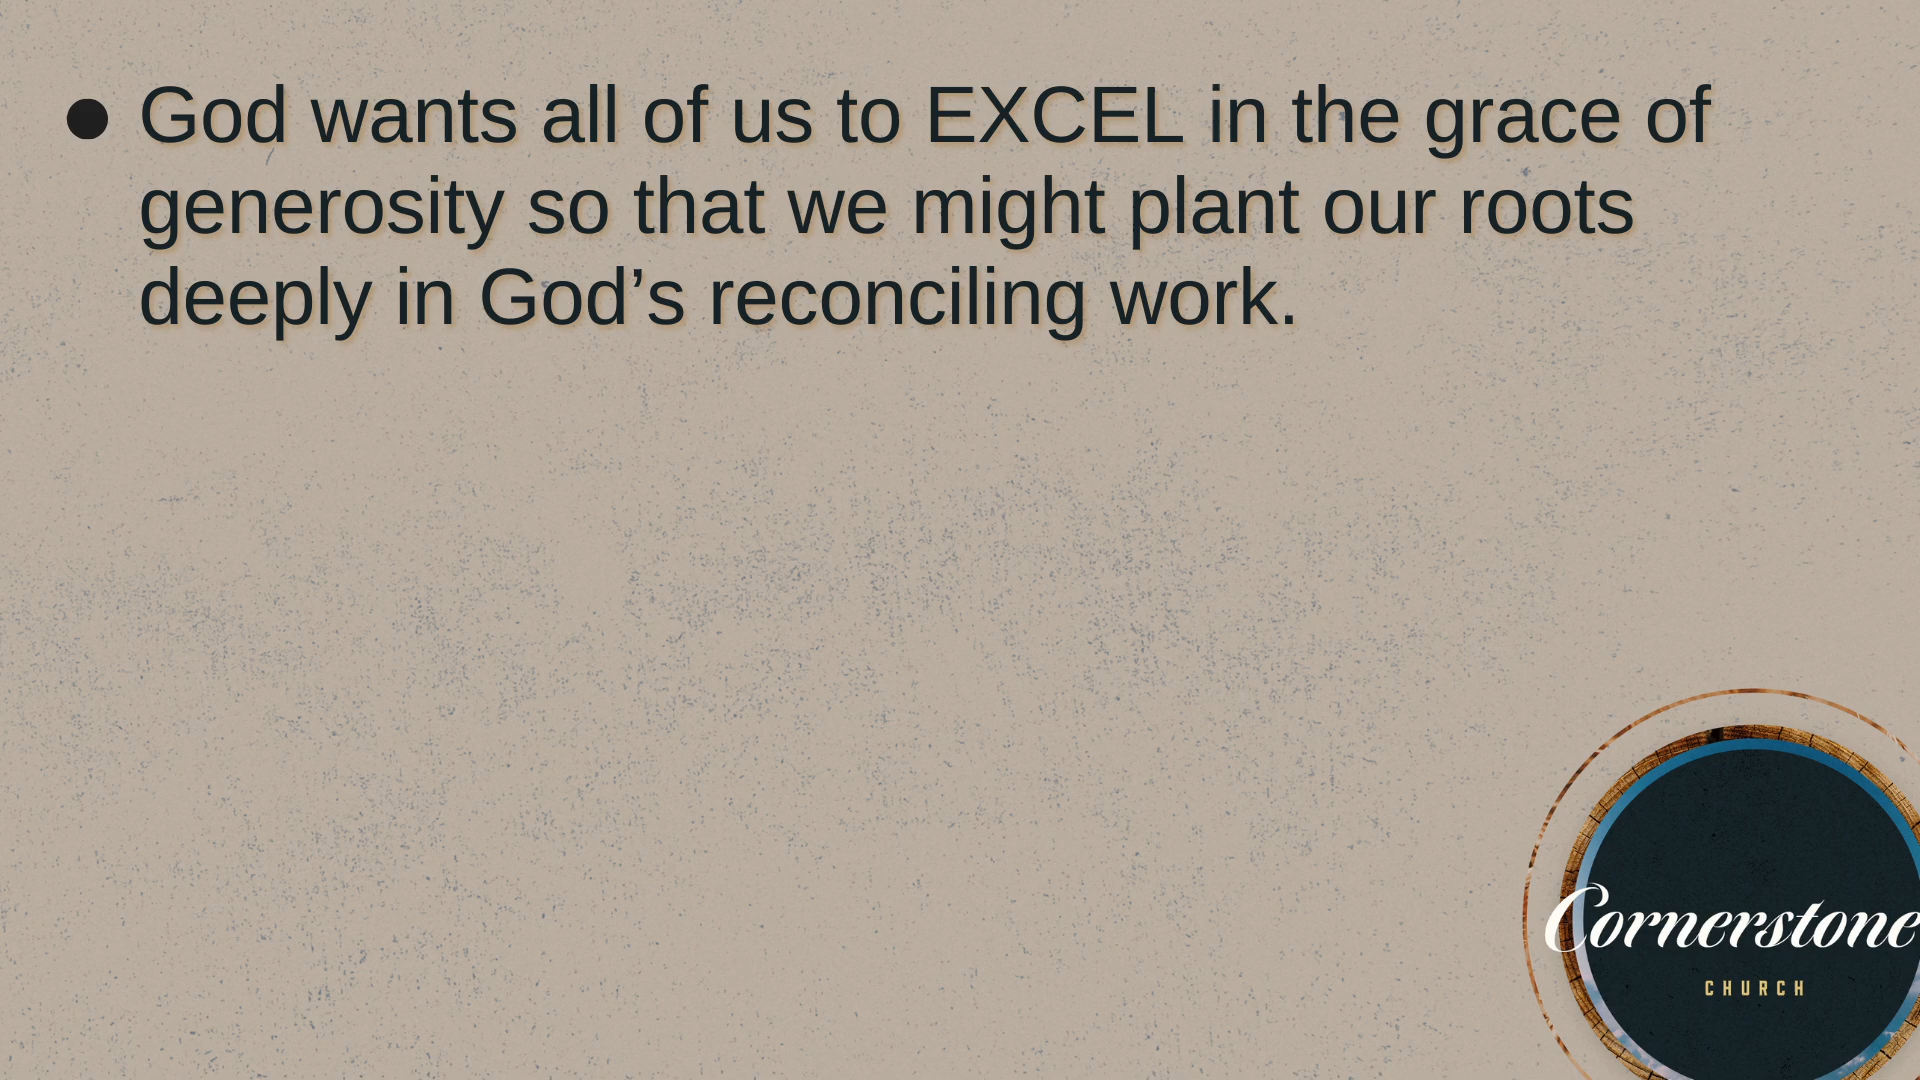 ● God wants all of us to EXCEL in the grace of
generosity so that we might plant our roots
deeply in God’s reconciling work.
Cornerstone
CHURCH